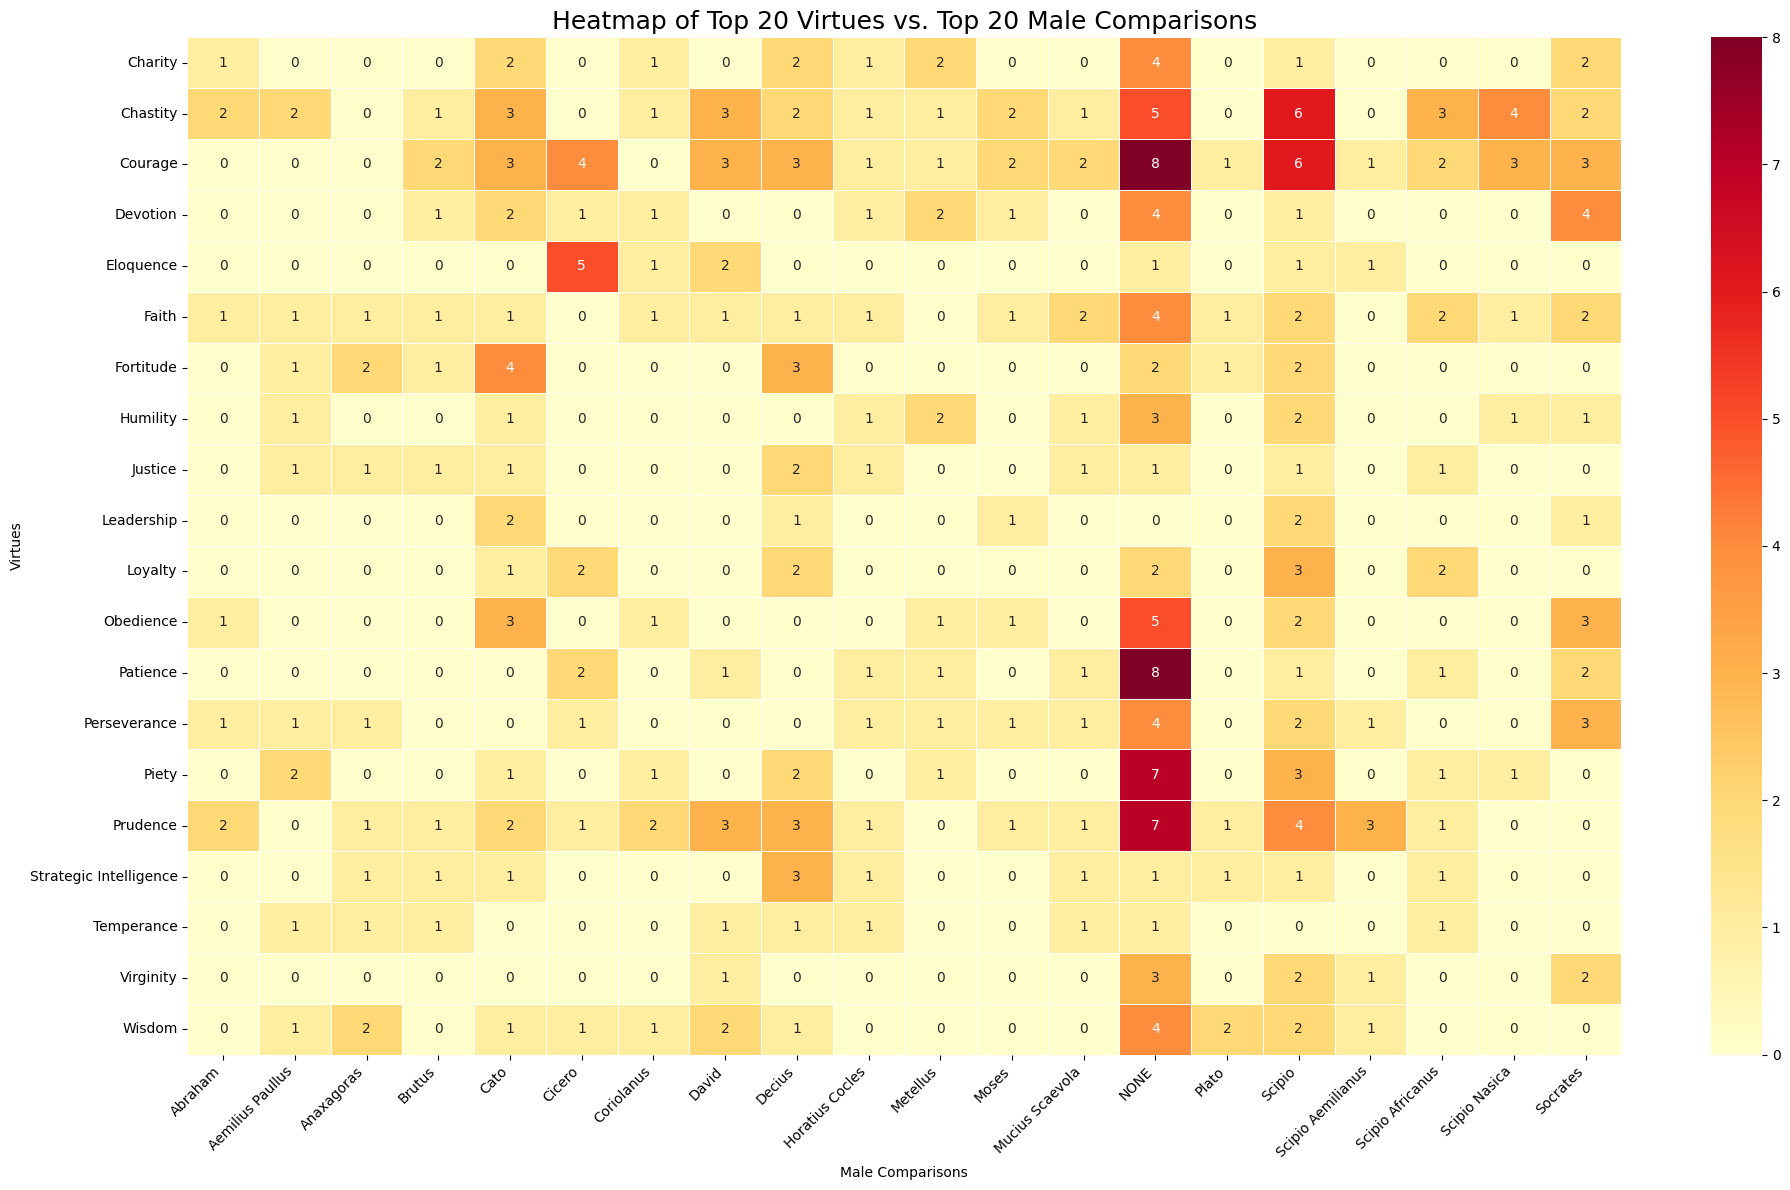 Heatmap of Top 20 Virtues vs. Top 20 Male Comparisons
Virtues
Charity 1 0 0 0 2 0 1 0 2 1 2 0 0 4 0 1 0 0 0 2
Chastity 2 2 0 1 3 0 1 3 2 1 1 2 1 5 0 6 0 3 4 2
Courage 0 0 0 2 3 4 0 3 3 1 1 2 2 8 1 6 1 2 3 3
Devotion 0 0 0 1 2 1 1 0 0 1 2 1 0 4 0 1 0 0 0 4
Eloquence 0 0 0 0 0 5 1 2 0 0 0 0 0 1 0 1 1 0 0 0
Faith 1 1 1 1 1 0 1 1 1 1 0 1 2 4 1 2 0 2 1 2
Fortitude 0 1 2 1 4 0 0 0 3 0 0 0 0 2 1 2 0 0 0 0
Humility 0 1 0 0 1 0 0 0 0 1 2 0 1 3 0 2 0 0 1 1
Justice 0 1 1 1 1 0 0 0 2 1 0 0 1 1 0 1 0 1 0 0
Leadership 0 0 0 0 2 0 0 0 1 0 0 1 0 0 0 2 0 0 0 1
Loyalty 0 0 0 0 1 2 0 0 2 0 0 0 0 2 0 3 0 2 0 0
Obedience 1 0 0 0 3 0 1 0 0 0 1 1 0 5 0 2 0 0 0 3
Patience 0 0 0 0 0 2 0 1 0 1 1 0 1 8 0 1 0 1 0 2
Perseverance 1 1 1 0 0 1 0 0 0 1 1 1 1 4 0 2 1 0 0 3
Piety 0 2 0 0 1 0 1 0 2 0 1 0 0 7 0 3 0 1 1 0
Prudence 2 0 1 1 2 1 2 3 3 1 0 1 1 7 1 4 3 1 0 0
Strategic Intelligence 0 0 1 1 1 0 0 0 3 1 0 0 1 1 1 1 0 1 0 0
Temperance 0 1 1 1 0 0 0 1 1 1 0 0 1 1 0 0 0 1 0 0
Virginity 0 0 0 0 0 0 0 1 0 0 0 0 0 3 0 2 1 0 0 2
Wisdom 0 1 2 0 1 1 1 2 1 0 0 0 0 4 2 2 1 0 0 0
Abraham Aemilius Paullus Anaxagoras Brutus Cato Cicero Coriolanus David Decius Horatius Cocles Metellus Moses Mucius Scaevola NONE Plato Scipio Scipio Aemilianus Scipio Africanus Scipio Nasica Socrates
Male Comparisons
8
7
6
5
4
3
2
1
0